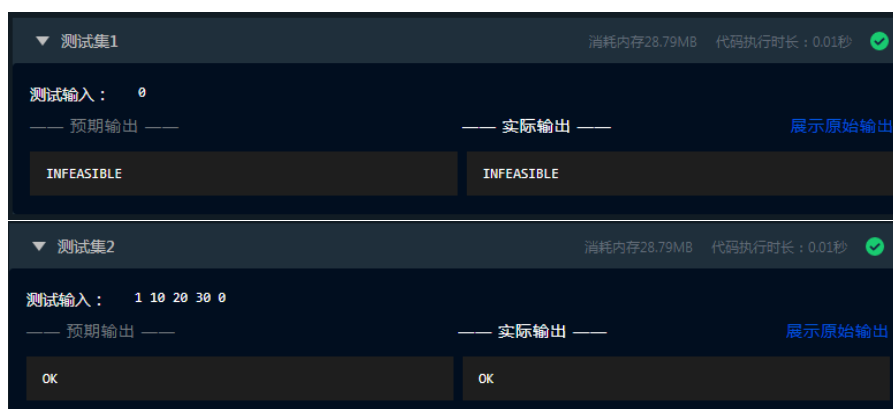 测试集1 消耗内存28.79MB 代码执行时长：0.01秒
测试输入： 0
—— 预期输出 —— —— 实际输出 —— 展示原始输出
INFEASIBLE INFEASIBLE
测试集2 消耗内存28.79MB 代码执行时长：0.01秒
测试输入： 1 10 20 30 0
—— 预期输出 —— —— 实际输出 —— 展示原始输出
OK OK